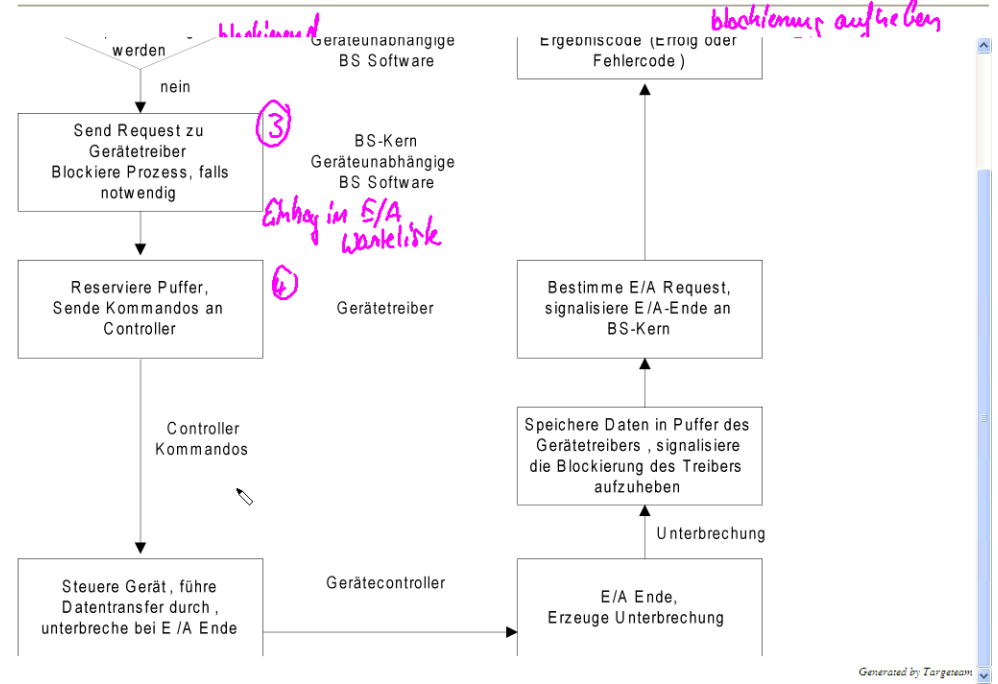 blockierend
blockierung aufheben
werden
Geräteunabhängige
BS Software
Ergebniscode (Erfolg oder
Fehlercode)
nein
Send Request zu
Gerätetreiber
Blockiere Prozess, falls
notwendig
3
BS-Kern
Geräteunabhängige
BS Software
Eintrag in E/A
Warteliste
Reserviere Puffer,
Sende Kommandos an
Controller
4
Gerätetreiber
Bestimme E/A Request,
signalisiere E/A-Ende an
BS-Kern
Controller
Kommandos
Speichere Daten in Puffer des
Gerätetreibers, signalisiere
die Blockierung des Treibers
aufzuheben
Unterbrechung
Steuere Gerät, führe
Datentransfer durch,
unterbreche bei E/A Ende
Gerätecontroller
E/A Ende,
Erzeuge Unterbrechung
Generated by Targeteam